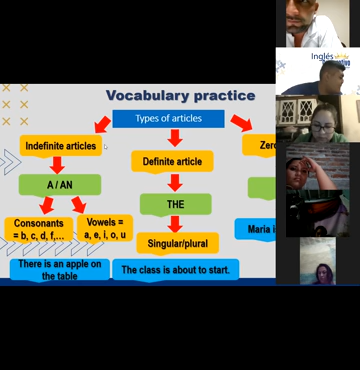 Inglés
Vocabulary practice
Types of articles
Indefinite articles
Definite article
Zero
A / AN
THE
Consonants
= b, c, d, f,...
Vowels =
a, e, i, o, u
Singular/plural
Maria i
There is an apple on
the table
The class is about to start.